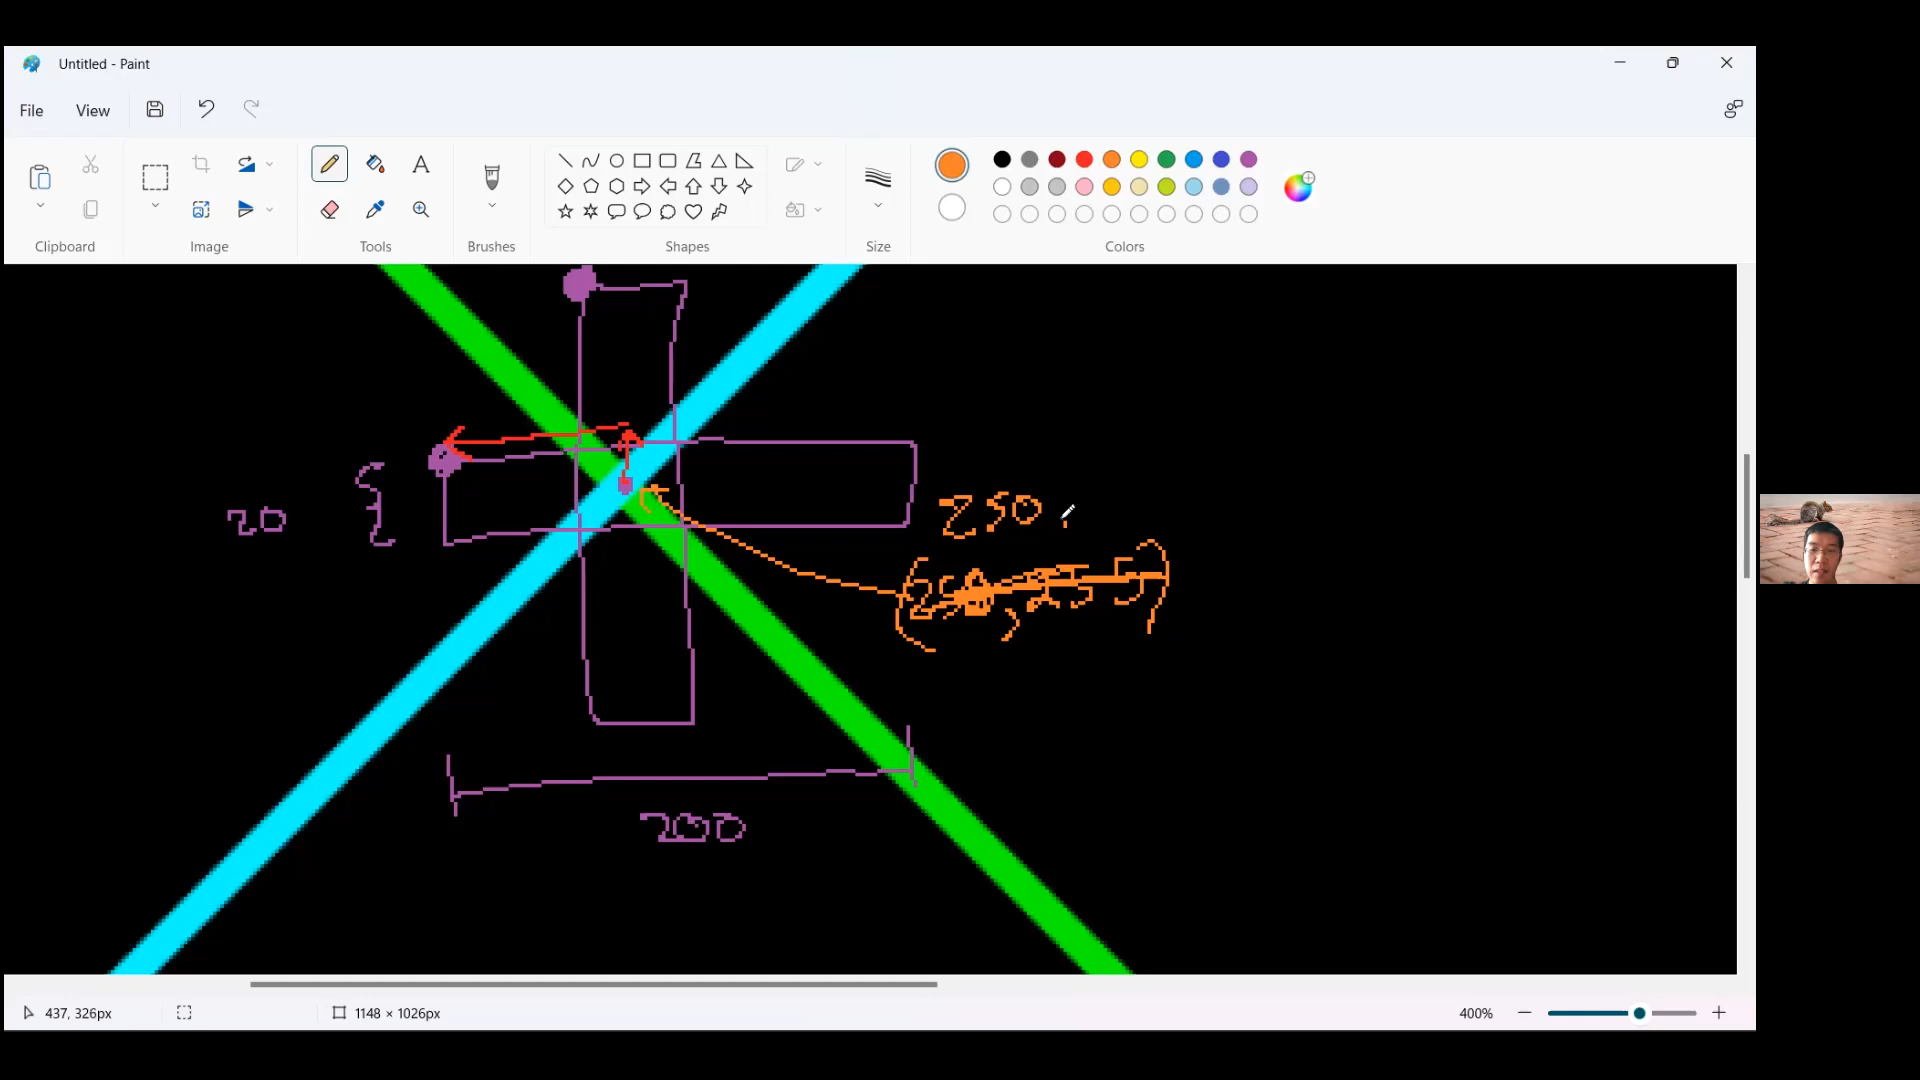 Untitled - Paint
File View
Clipboard Image Tools Brushes Shapes Size Colors
250,
20
200
437, 326px 1148 × 1026px 400%